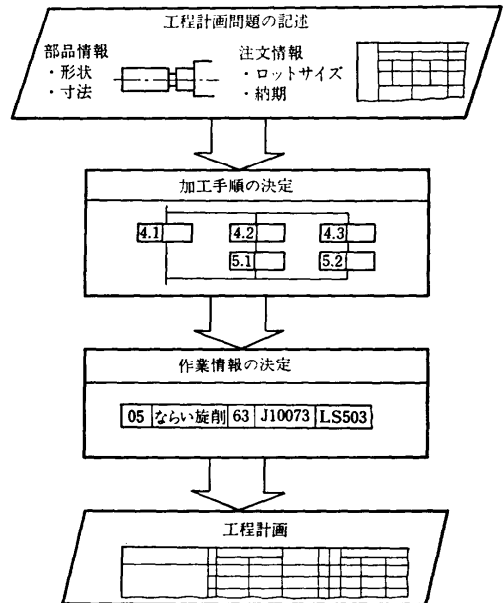 工程計画問題の記述
部品情報
・形状
・寸法
注文情報
・ロットサイズ
・納期
加工手順の決定
4.1
4.2
4.3
5.1
5.2
作業情報の決定
05 ならい旋削 63 J10073 LS503
工程計画